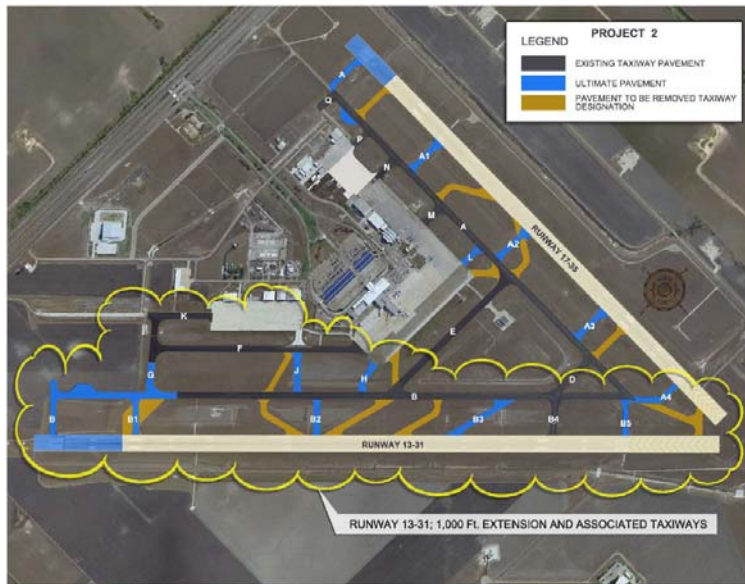 PROJECT 2
LEGEND
EXISTING TAXIWAY PAVEMENT
ULTIMATE PAVEMENT
PAVEMENT TO BE REMOVED TAXIWAY
DESIGNATION
A
Q
P
N
A1
M
A
A2
L
RUNWAY 17-35
K
E
A3
F
G
J
H
D
B
B
B1
B2
B3
B4
B5
A4
RUNWAY 13-31
RUNWAY 13-31; 1,000 Ft. EXTENSION AND ASSOCIATED TAXIWAYS